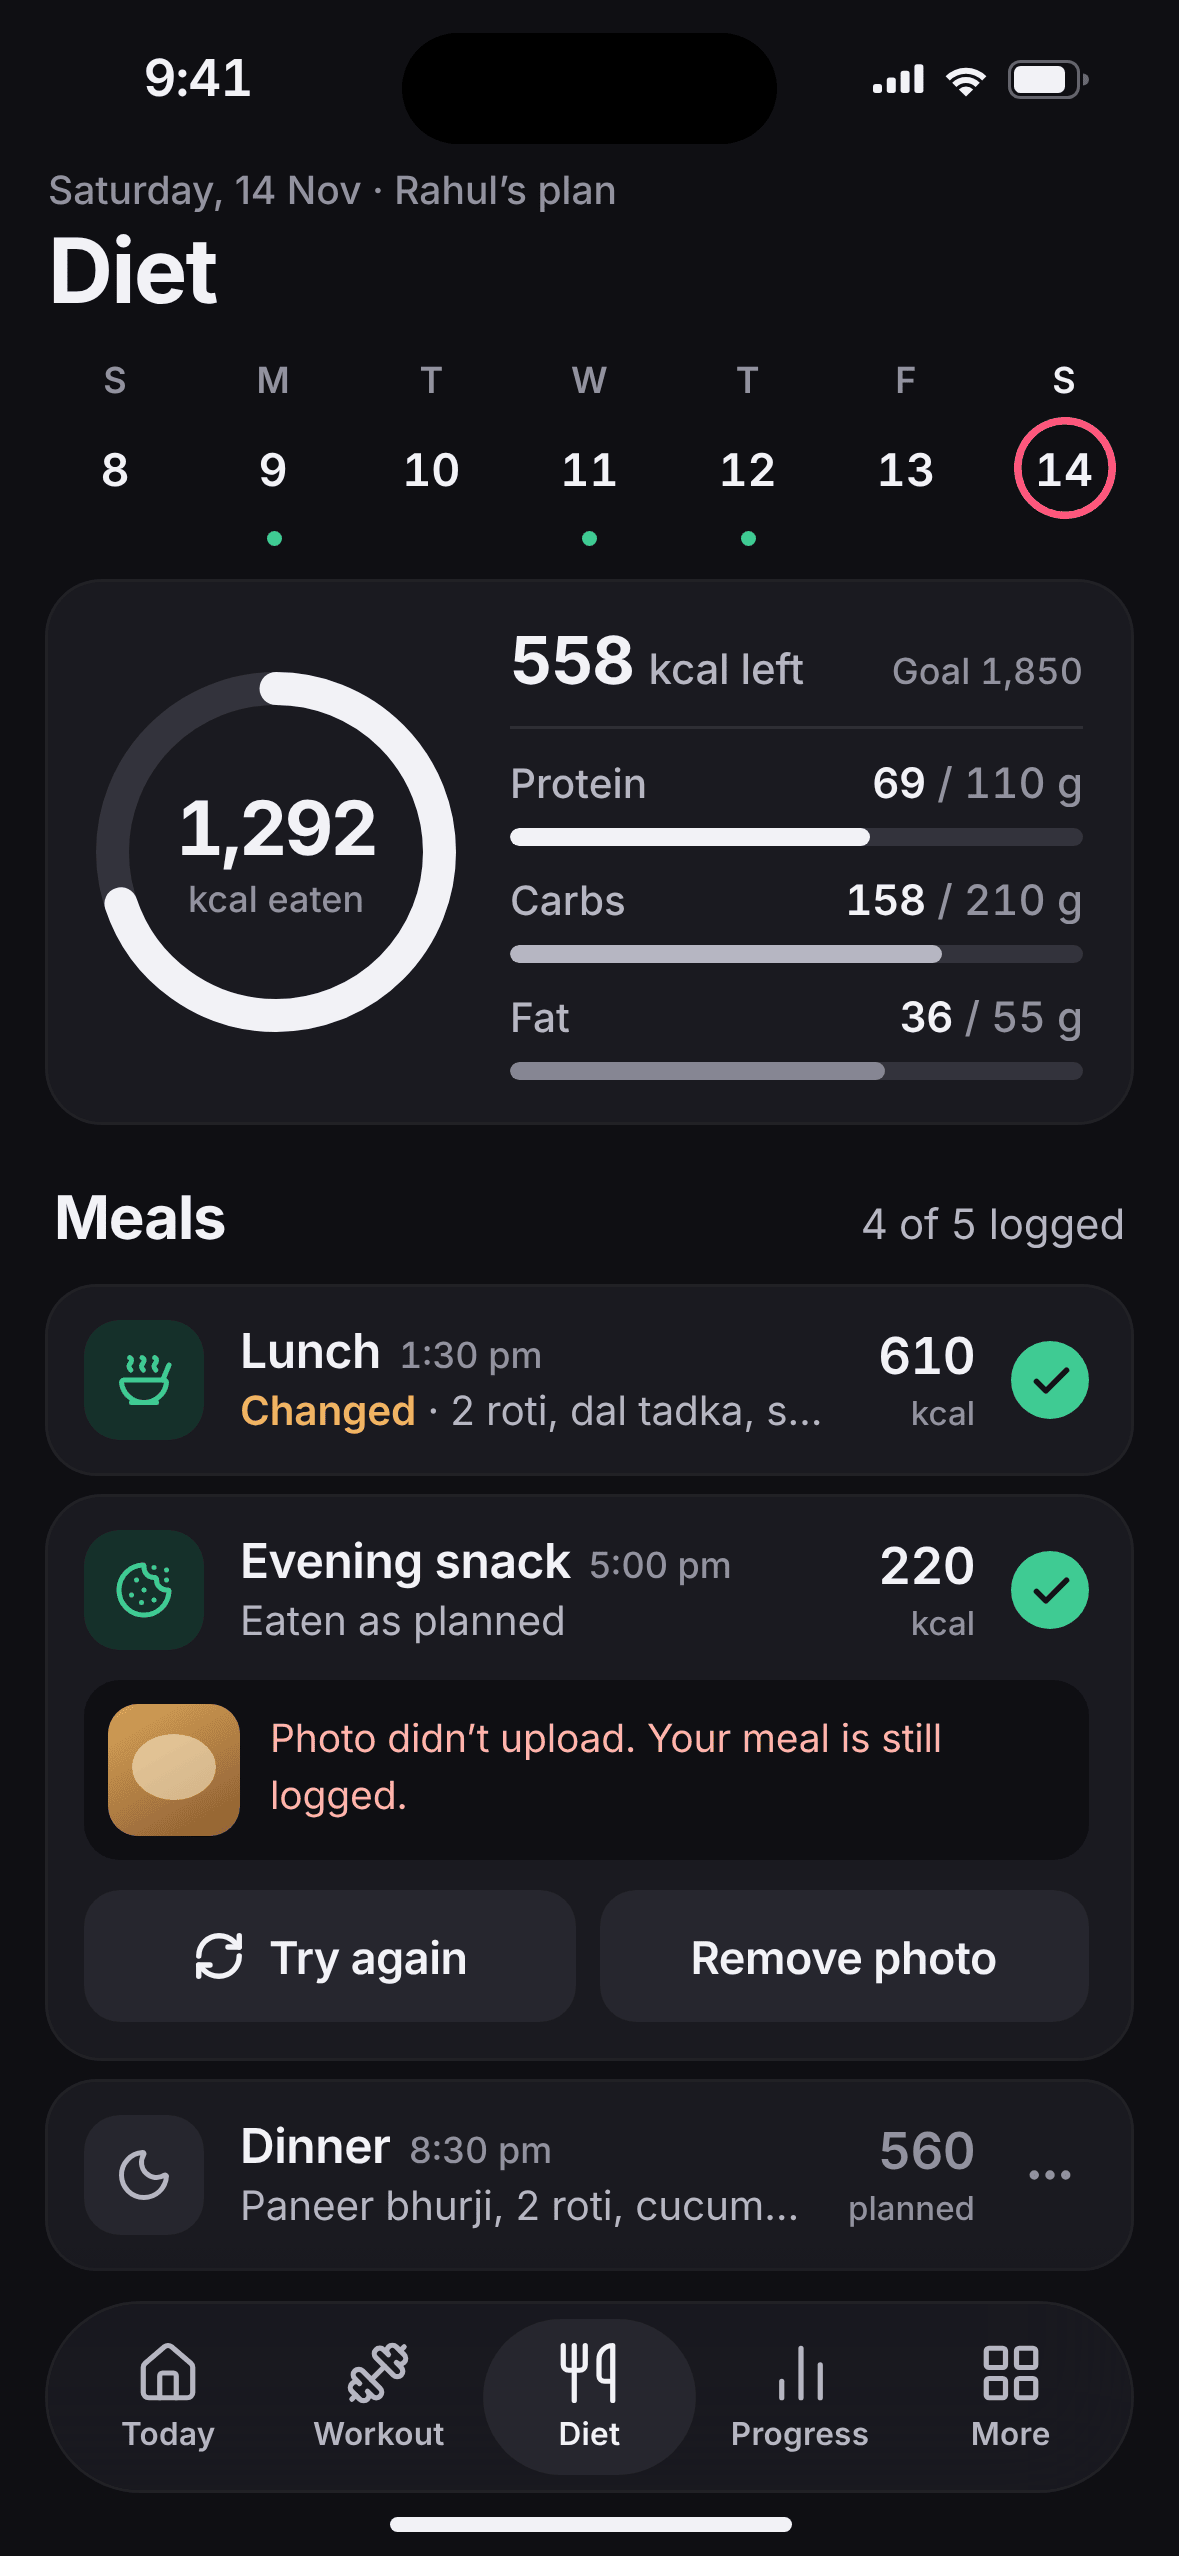 9:41
Saturday, 14 Nov · Rahul’s plan
Diet
S M T W T F S
8 9 10 11 12 13 14
558 kcal left Goal 1,850
1,292
kcal eaten
Protein 69 / 110 g
Carbs 158 / 210 g
Fat 36 / 55 g
Meals 4 of 5 logged
Lunch 1:30 pm 610
Changed · 2 roti, dal tadka, s... kcal
Evening snack 5:00 pm 220
Eaten as planned kcal
Photo didn’t upload. Your meal is still
logged.
Try again Remove photo
Dinner 8:30 pm 560
Paneer bhurji, 2 roti, cucum... planned
Today Workout Diet Progress More